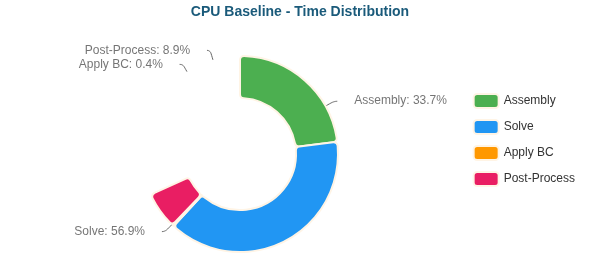 CPU Baseline - Time Distribution
Post-Process: 8.9%
Apply BC: 0.4%
Assembly: 33.7%
Solve: 56.9%
Assembly
Solve
Apply BC
Post-Process